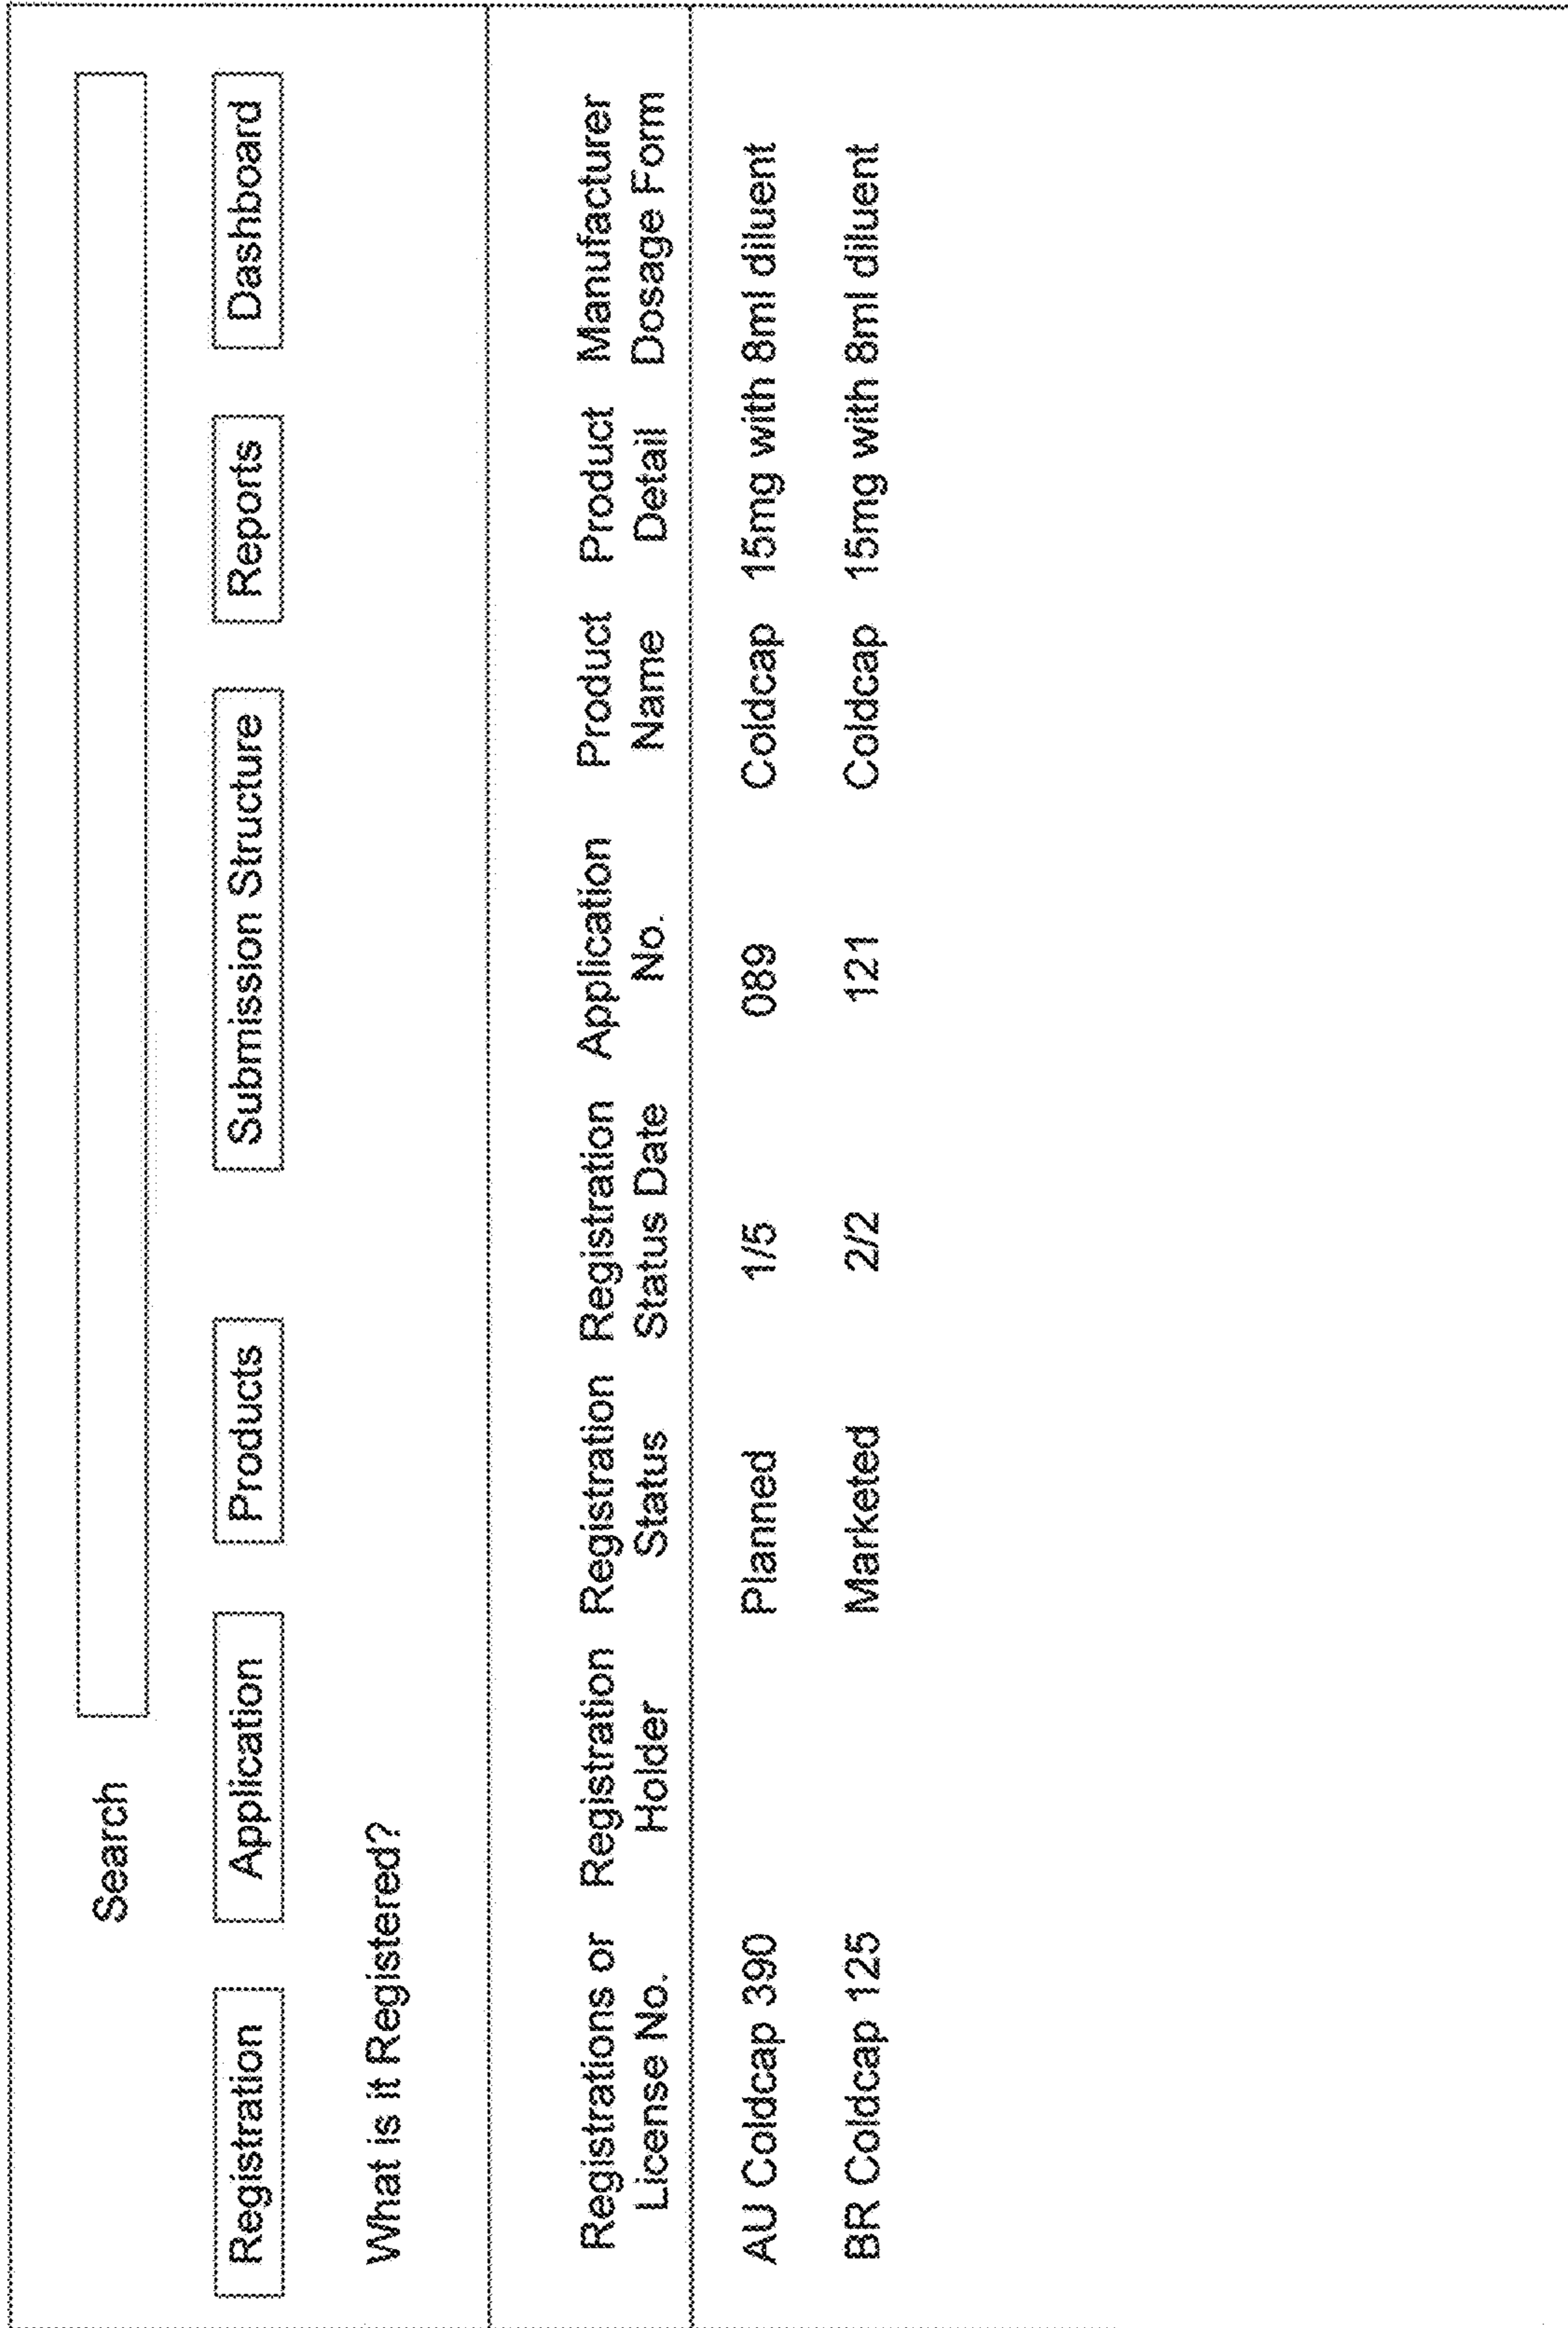 Search
Registration Application Products Submission Structure Reports Dashboard
What is it Registered?
Registrations or Registration Registration Registration Application Product Product Manufacturer
License No. Holder Status Status Date No. Name Detail Dosage Form
AU Coldcap 390 Planned 1/5 089 Coldcap 15mg with 8ml diluent
BR Coldcap 125 Marketed 2/2 121 Coldcap 15mg with 8ml diluent